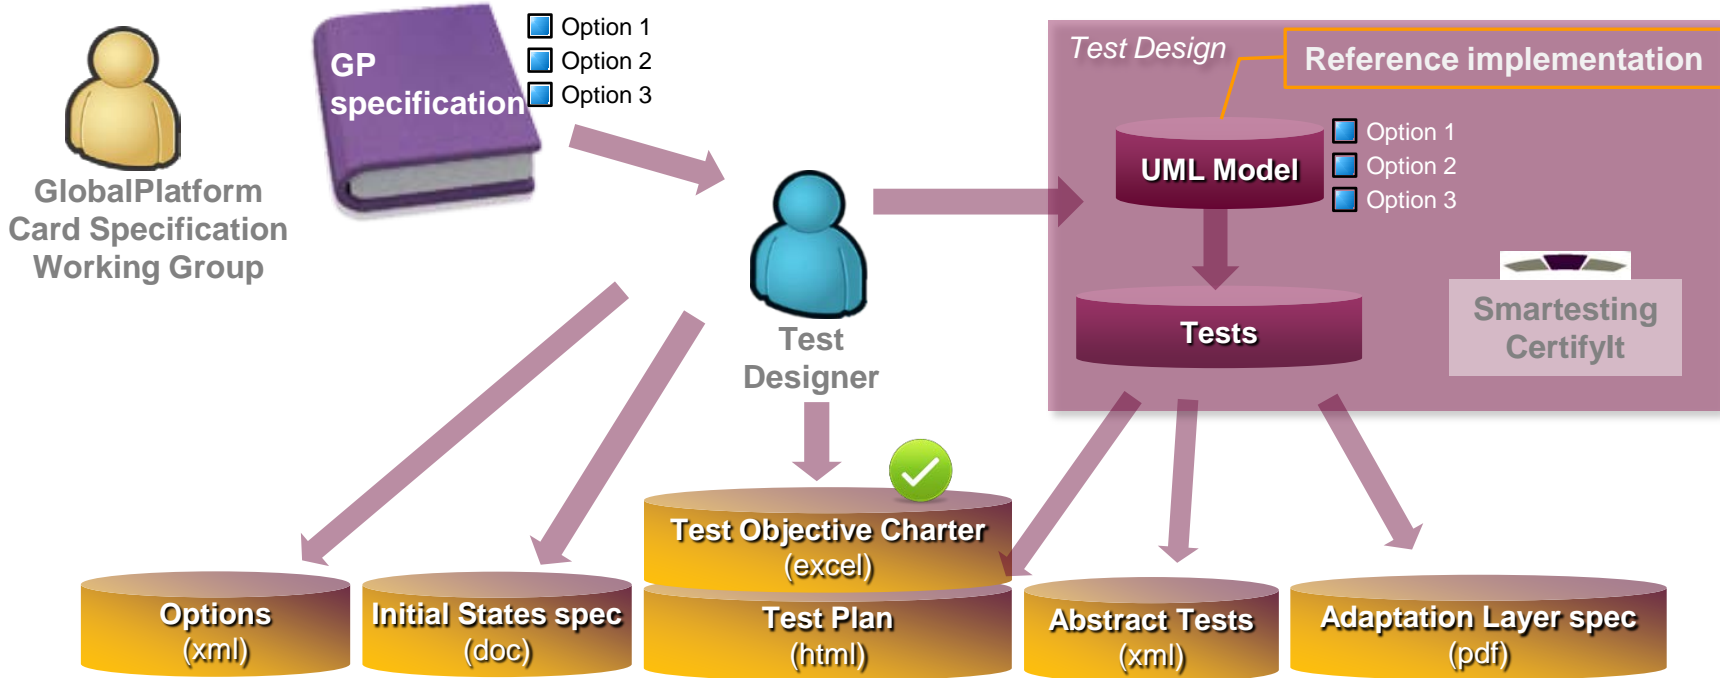 GlobalPlatform
Card Specification
Working Group
GP
specification
Option 1
Option 2
Option 3
Test
Designer
Test Design
Reference implementation
UML Model
Option 1
Option 2
Option 3
Tests
Smartesting
CertifyIt
Test Objective Charter
(excel)
Options
(xml)
Initial States spec
(doc)
Test Plan
(html)
Abstract Tests
(xml)
Adaptation Layer spec
(pdf)